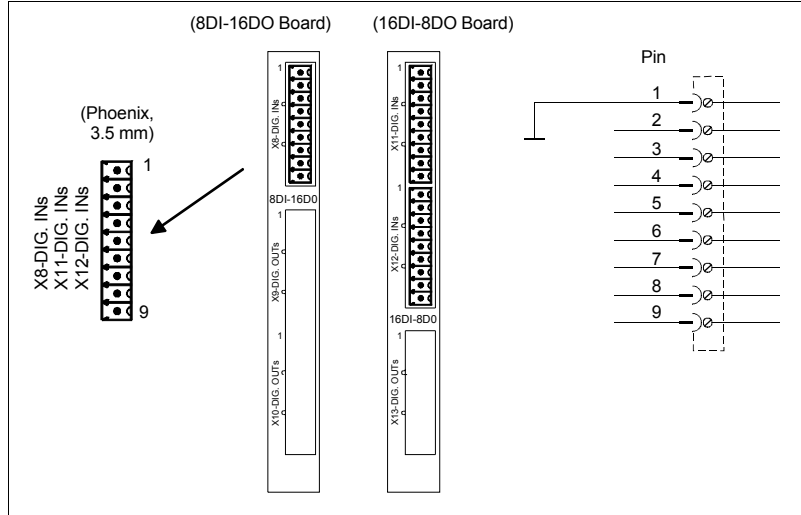 (8DI-16DO Board)
(16DI-8DO Board)
(Phoenix,
3.5 mm)
1
9
X8-DIG. INs
X11-DIG. INs
X12-DIG. INs
1
X8-DIG. INs
8DI-16D0
1
X9-DIG. OUTs
1
X10-DIG. OUTs
1
X11-DIG. INs
1
X12-DIG. INs
16DI-8D0
1
X13-DIG. OUTs
Pin
1
2
3
4
5
6
7
8
9